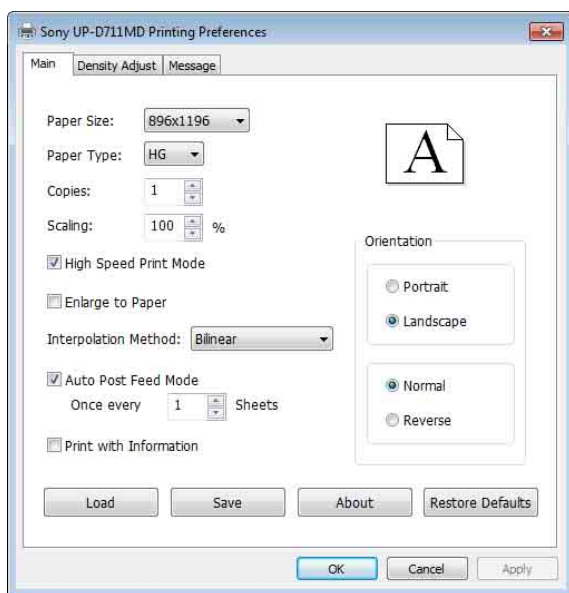 Sony UP-D711MD Printing Preferences
Main Density Adjust Message
Paper Size: 896x1196
Paper Type: HG
Copies: 1
Scaling: 100 %
High Speed Print Mode
Enlarge to Paper
Interpolation Method: Bilinear
Auto Post Feed Mode
Once every 1 Sheets
Print with Information
A
Orientation
Portrait
Landscape
Normal
Reverse
Load Save About Restore Defaults
OK Cancel Apply